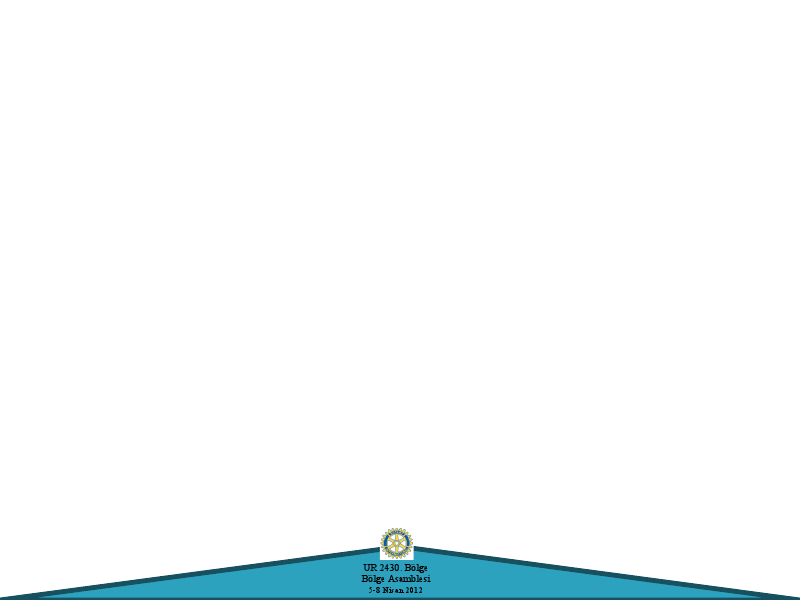 UR 2430. Bölge
Bölge Asamblesi
5-8 Nisan 2012